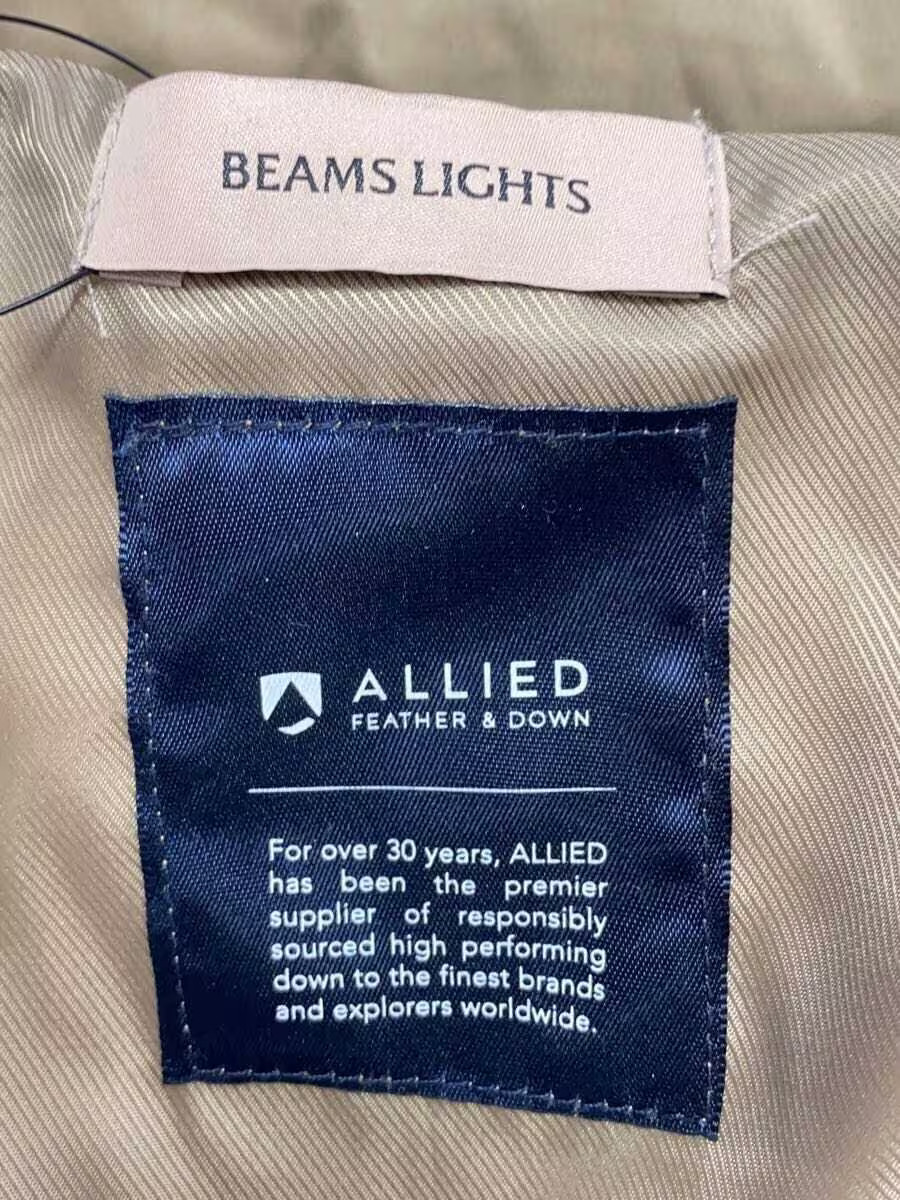 BEAMS LIGHTS
ALLIED
FEATHER & DOWN
For over 30 years, ALLIED
has been the premier
supplier of responsibly
sourced high performing
down to the finest brands
and explorers worldwide.